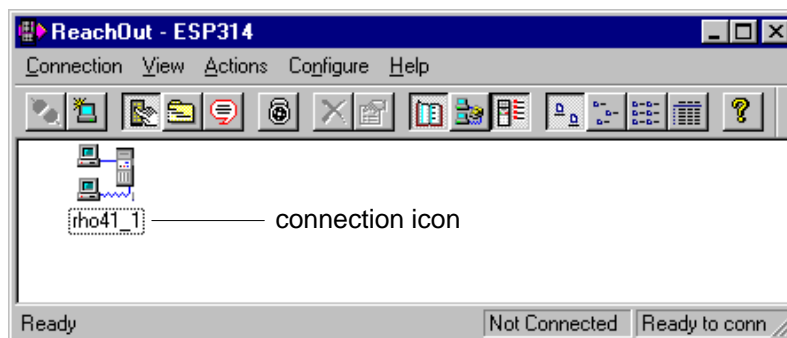 ReachOut - ESP314
Connection View Actions Configure Help
rho41_1 connection icon
Ready Not Connected Ready to conn